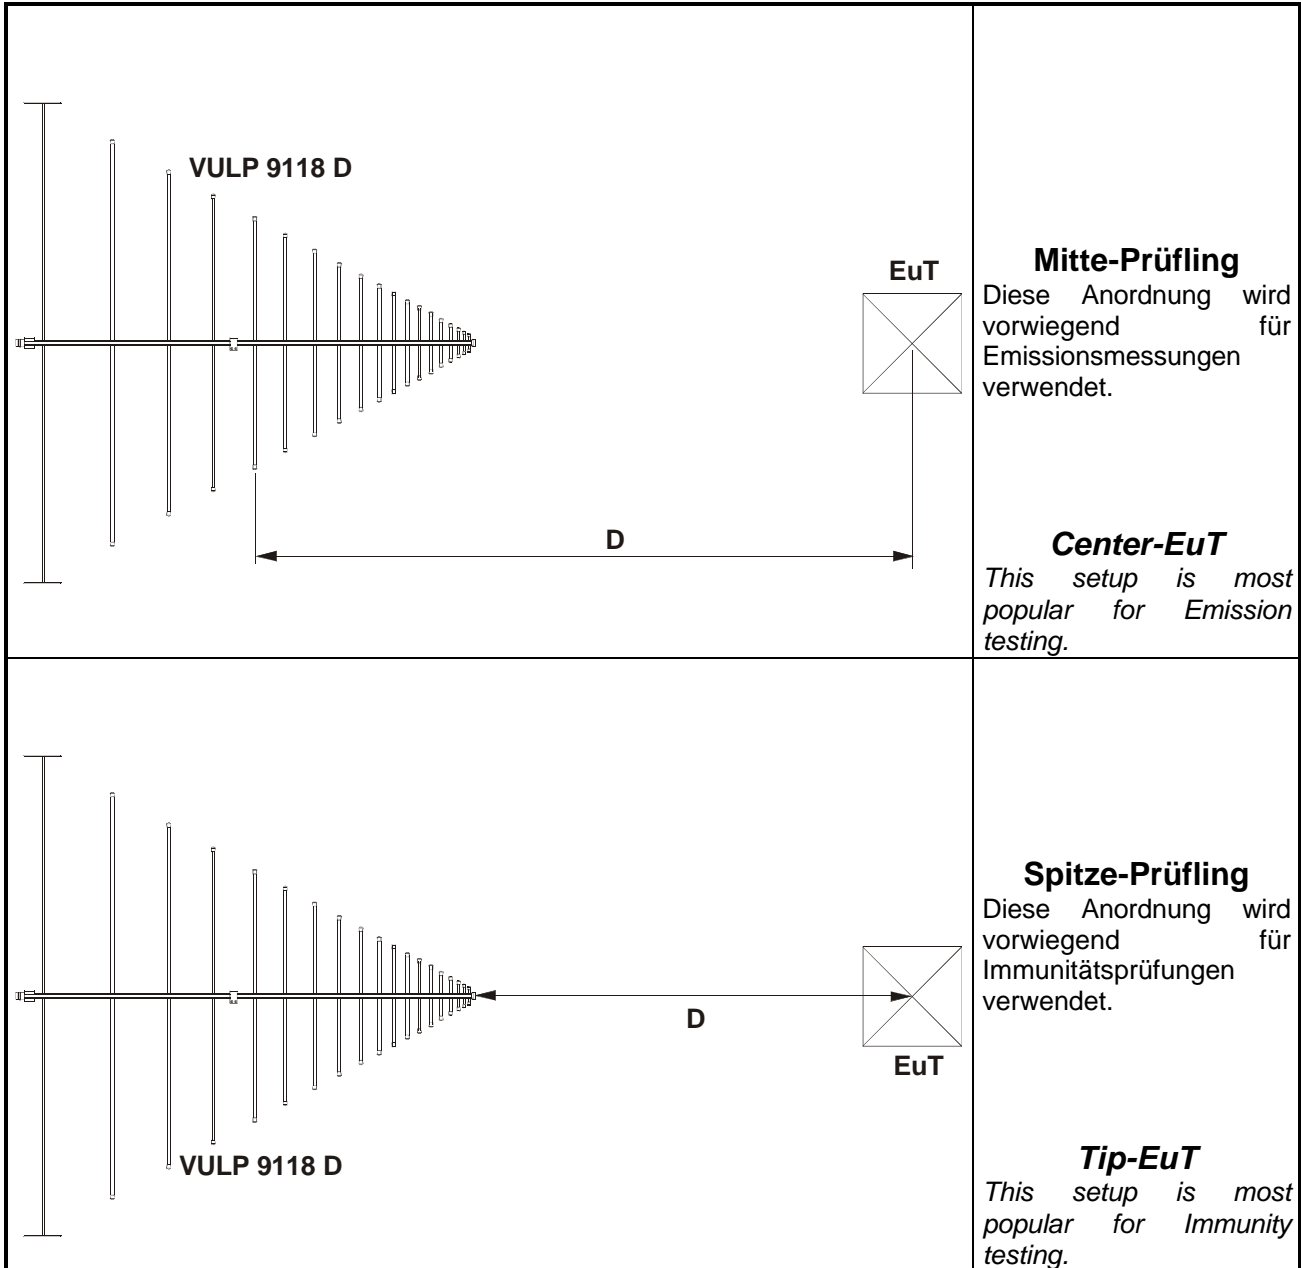 VULP 9118 D
EuT
D
Mitte-Prüfling
Diese Anordnung wird
vorwiegend für
Emissionsmessungen
verwendet.
Center-EuT
This setup is most
popular for Emission
testing.
D
EuT
VULP 9118 D
Spitze-Prüfling
Diese Anordnung wird
vorwiegend für
Immunitätsprüfungen
verwendet.
Tip-EuT
This setup is most
popular for Immunity
testing.